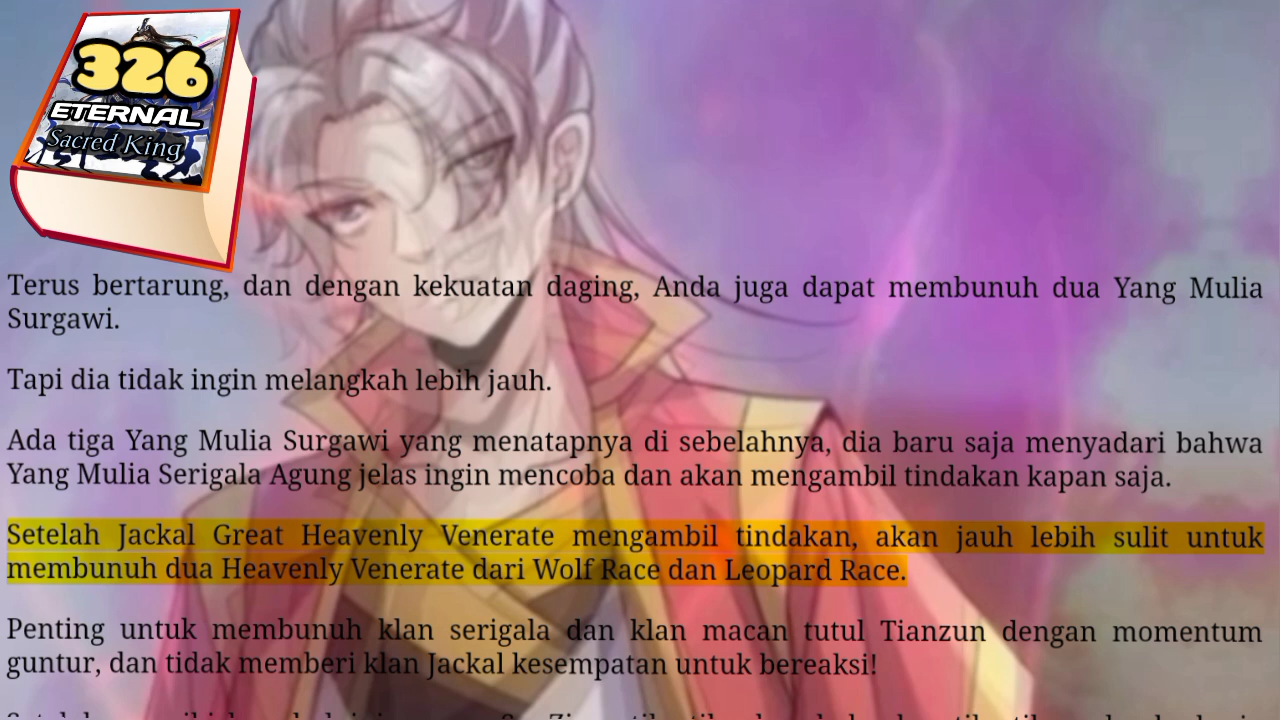 326
ETERNAL
Sacred King
Terus bertarung, dan dengan kekuatan daging, Anda juga dapat membunuh dua Yang Mulia
Surgawi.
Tapi dia tidak ingin melangkah lebih jauh.
Ada tiga Yang Mulia Surgawi yang menatapnya di sebelahnya, dia baru saja menyadari bahwa
Yang Mulia Serigala Agung jelas ingin mencoba dan akan mengambil tindakan kapan saja.
Setelah Jackal Great Heavenly Venerate mengambil tindakan, akan jauh lebih sulit untuk
membunuh dua Heavenly Venerate dari Wolf Race dan Leopard Race.
Penting untuk membunuh klan serigala dan klan macan tutul Tianzun dengan momentum
guntur, dan tidak memberi klan Jackal kesempatan untuk bereaksi!